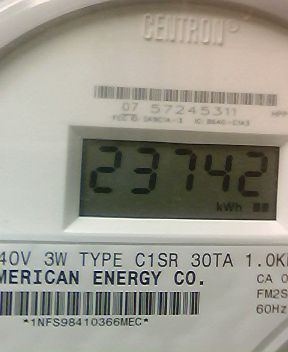 CENTRON®
07 57245311
23742
kWh
40V 3W TYPE C1SR 30TA 1.0K
MERICAN ENERGY CO.
CA 0
FM2S
60Hz
*1NFS98410366MEC*